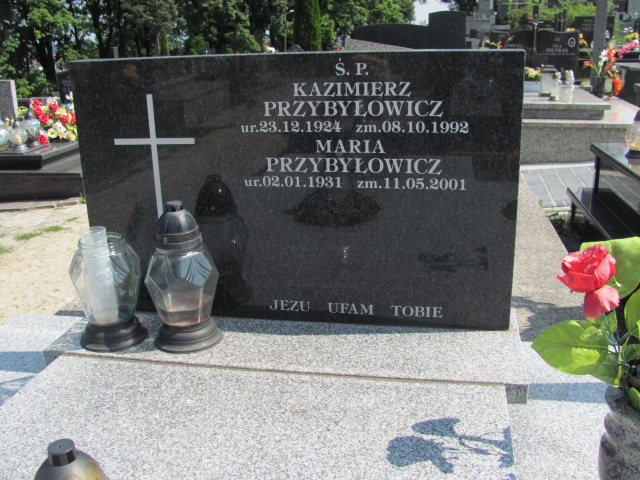 Ś. P.
KAZIMIERZ
PRZYBYŁOWICZ
ur.23.12.1924 zm.08.10.1992
MARIA
PRZYBYŁOWICZ
ur.02.01.1931 zm.11.05.2001
JEZU UFAM TOBIE